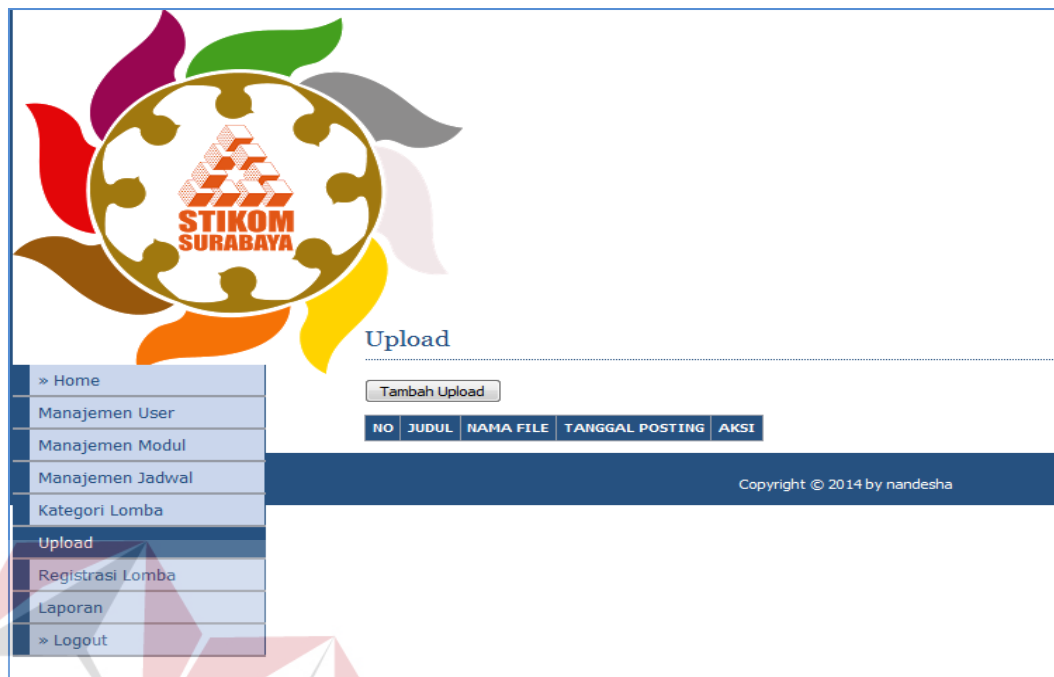 STIKOM
SURABAYA
Upload
» Home
Manajemen User
Manajemen Modul
Manajemen Jadwal
Kategori Lomba
Upload
Registrasi Lomba
Laporan
» Logout
Tambah Upload
NO JUDUL NAMA FILE TANGGAL POSTING AKSI
Copyright © 2014 by nandesha